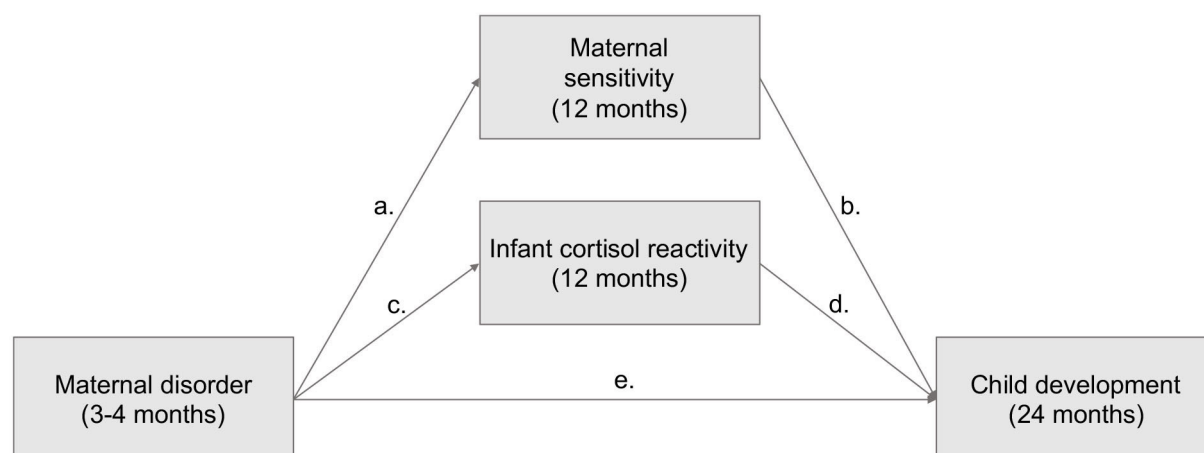 Maternal
sensitivity
(12 months)
a.
b.
Infant cortisol reactivity
(12 months)
c.
d.
Maternal disorder
(3-4 months)
e.
Child development
(24 months)